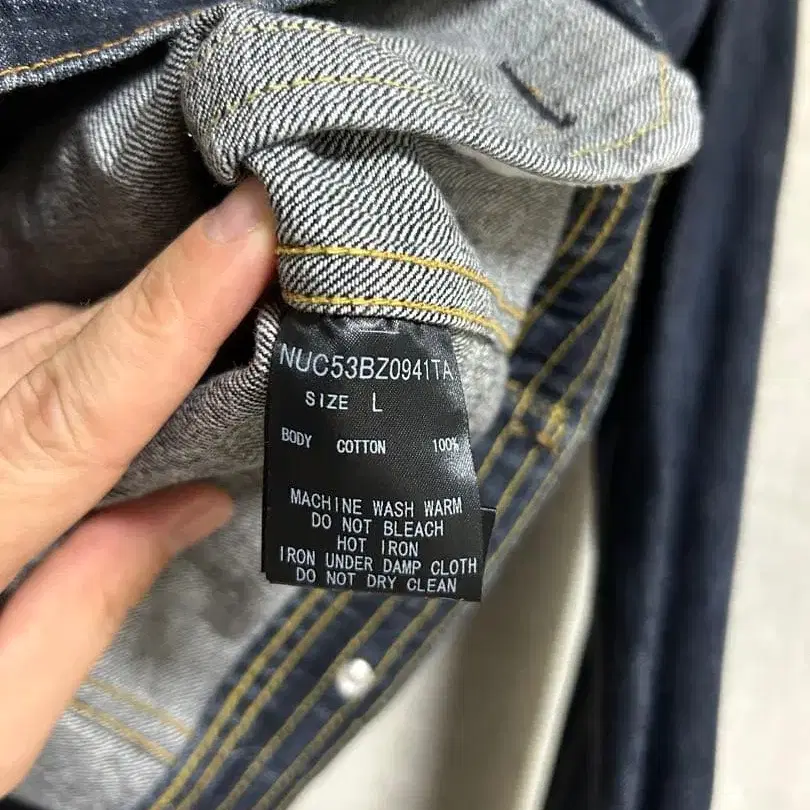 NUC53BZ0941TA
SIZE L
BODY COTTON 100%
MACHINE WASH WARM
DO NOT BLEACH
HOT IRON
IRON UNDER DAMP CLOTH
DO NOT DRY CLEAN